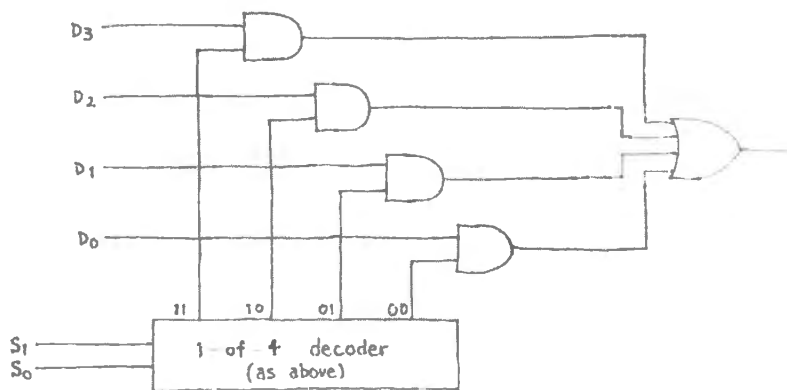 D3
D2
D1
D0
11 10 01 00
S1
S0
1 of 4 decoder
(as above)